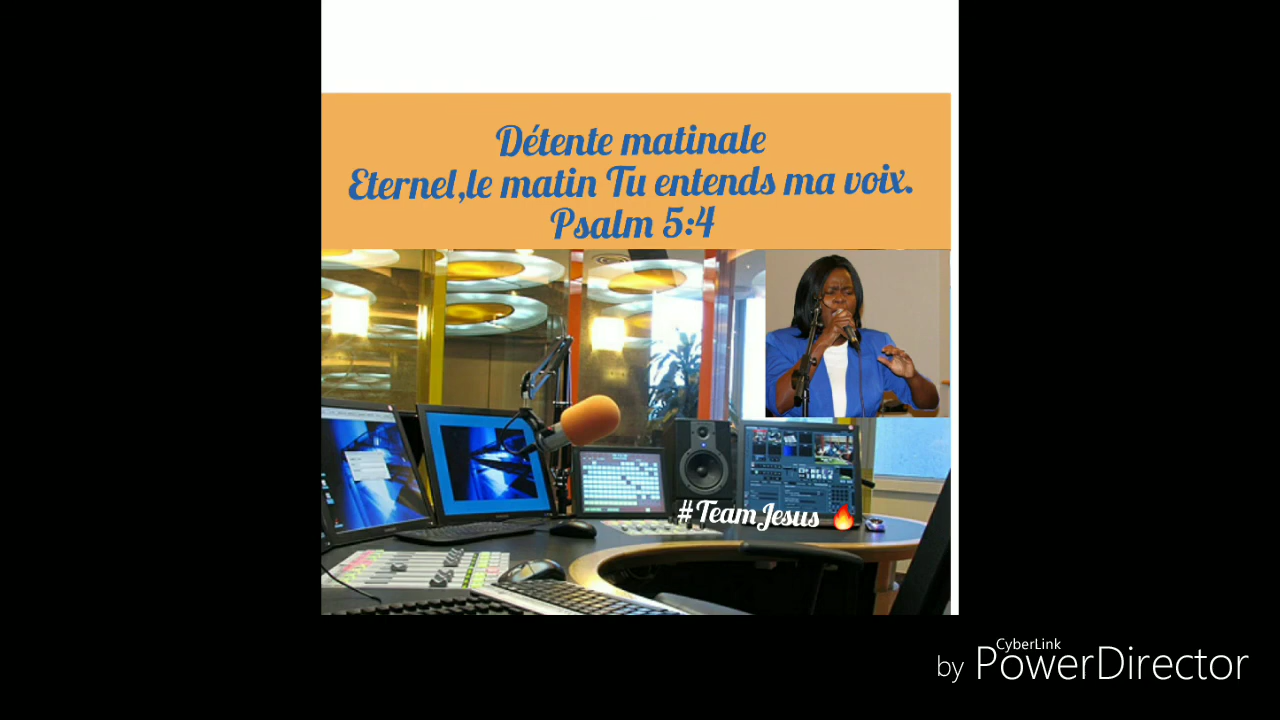 Détente matinale
Eternel,le matin Tu entends ma voix.
Psalm 5:4
#TeamJesus 🔥
CyberLink
by PowerDirector